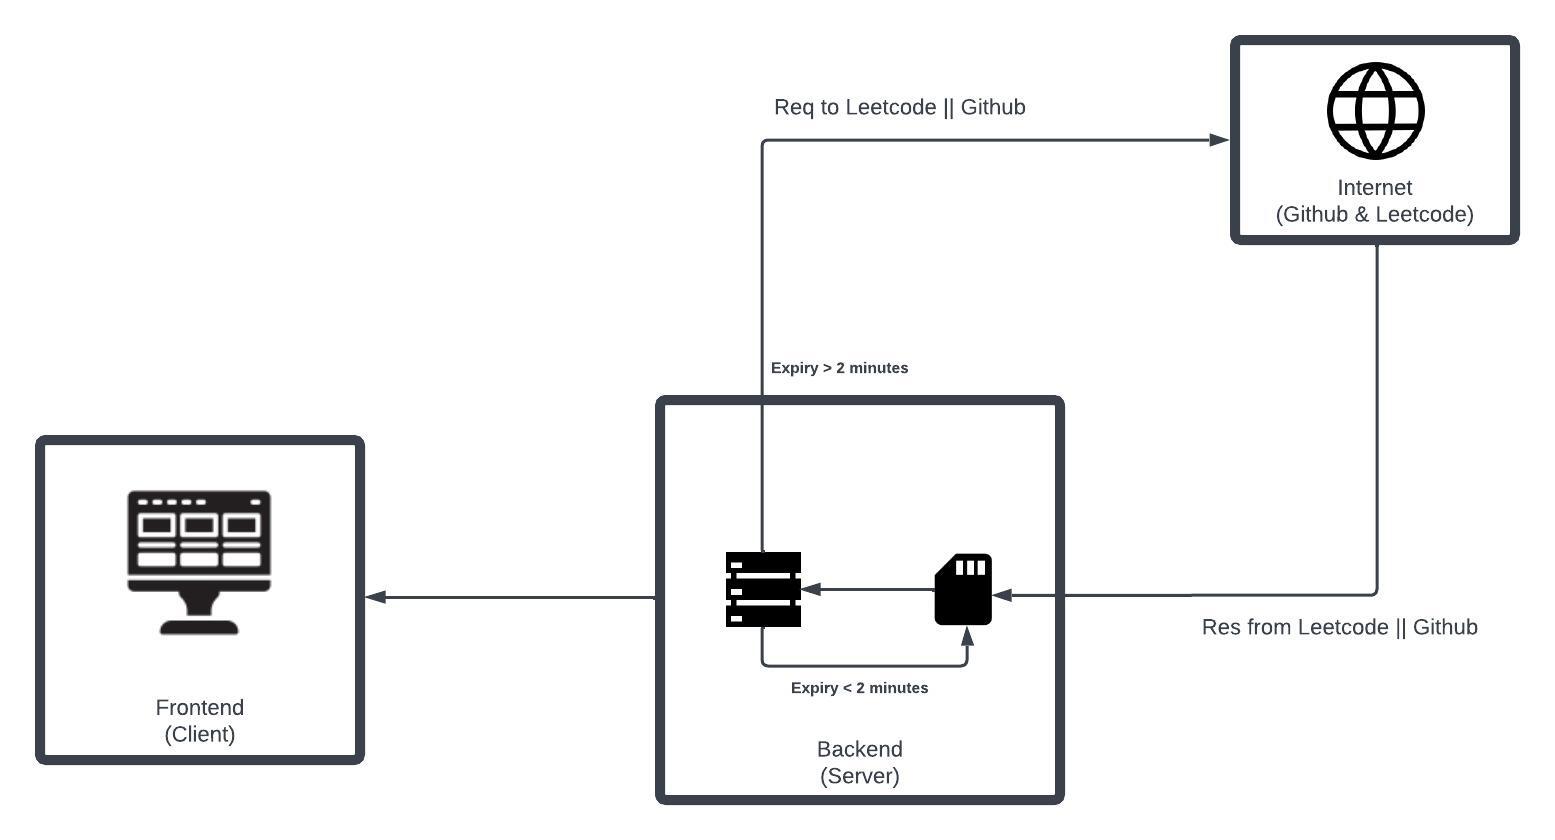 Req to Leetcode || Github
Internet
(Github & Leetcode)
Expiry > 2 minutes
Res from Leetcode || Github
Expiry < 2 minutes
Frontend
(Client)
Backend
(Server)